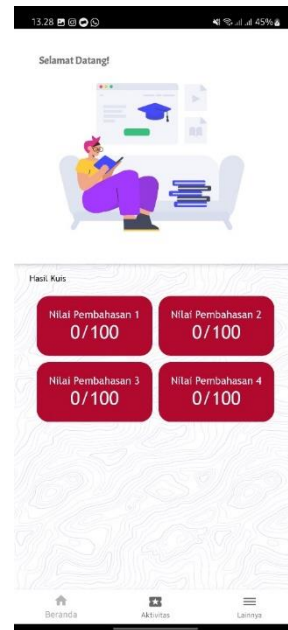 13.28 45%
Selamat Datang!
Hasil Kuis
Nilai Pembahasan 1 Nilai Pembahasan 2
0/100 0/100
Nilai Pembahasan 3 Nilai Pembahasan 4
0/100 0/100
Beranda Aktivitas Lainnya